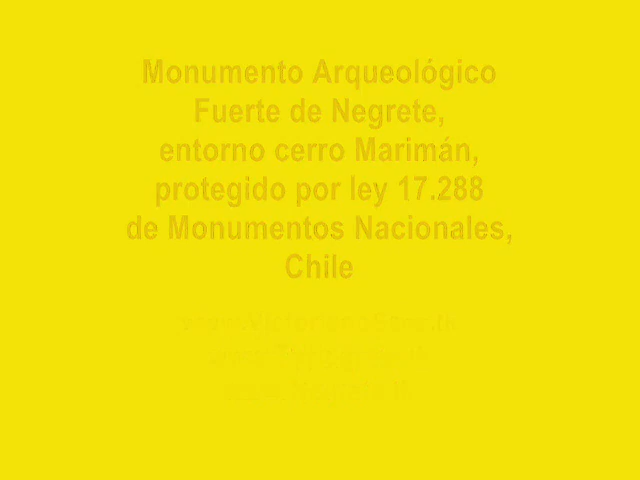 Monumento Arqueológico
Fuerte de Negrete,
entorno cerro Marimán,
protegido por ley 17.288
de Monumentos Nacionales,
Chile